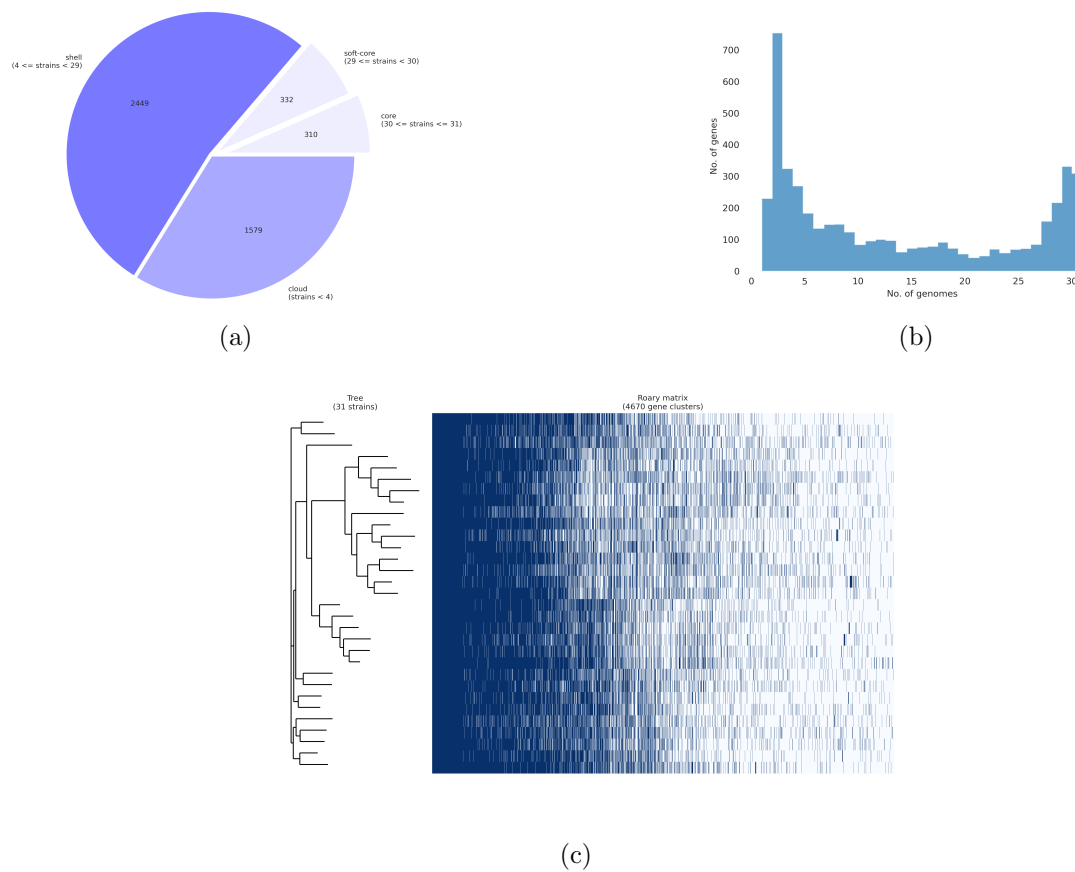 shell
(4 <= strains < 29)
2449
soft-core
(29 <= strains < 30)
332
core
(30 <= strains <= 31)
310
1579
cloud
(strains < 4)
(a)
No. of genes
700
600
500
400
300
200
100
0
0 5 10 15 20 25 30
No. of genomes
(b)
Tree
(31 strains)
Roary matrix
(4670 gene clusters)
(c)